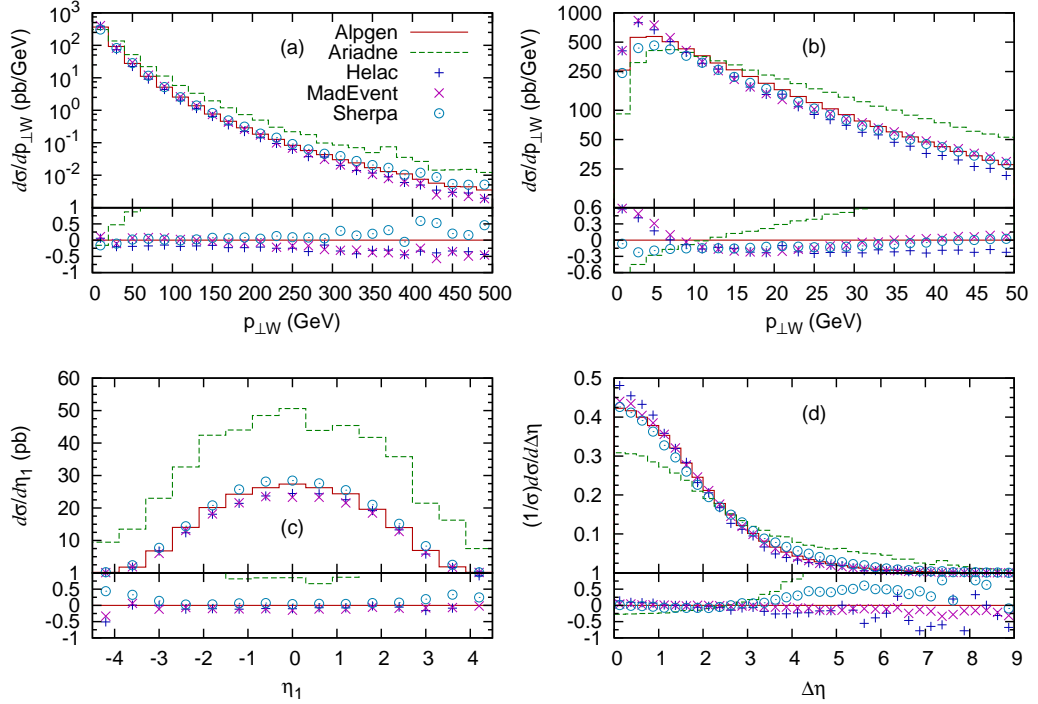 dσ/dp⊥W (pb/GeV)
10³
10²
10¹
10⁰
10⁻¹
10⁻²
1
0.5
0
-0.5
-1
(a)
Alpgen
Ariadne
Helac
MadEvent
Sherpa
0 50 100 150 200 250 300 350 400 450 500
p⊥W (GeV)
dσ/dp⊥W (pb/GeV)
1000
500
250
100
50
25
0.6
0.3
0
-0.3
-0.6
(b)
0 5 10 15 20 25 30 35 40 45 50
p⊥W (GeV)
dσ/dη₁ (pb)
60
50
40
30
20
10
1
0.5
0
-0.5
-1
(c)
-4 -3 -2 -1 0 1 2 3 4
η₁
(1/σ)dσ/dΔη
0.5
0.4
0.3
0.2
0.1
1
0.5
0
-0.5
-1
(d)
0 1 2 3 4 5 6 7 8 9
Δη